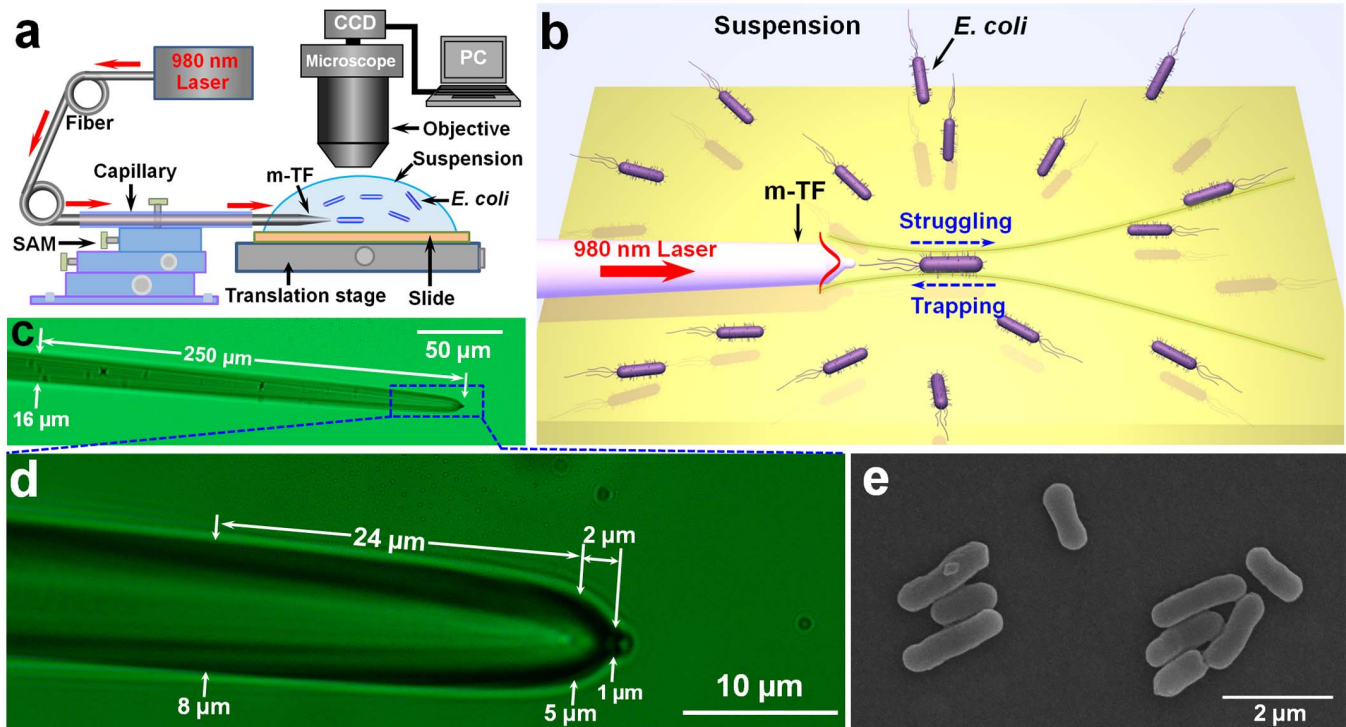 a
CCD
Microscope
PC
980 nm
Laser
Fiber
Objective
Capillary
Suspension
m-TF
E. coli
SAM
Translation stage
Slide
b
Suspension
E. coli
m-TF
980 nm Laser
Struggling
Trapping
c
50 µm
250 µm
16 µm
d
24 µm
2 µm
8 µm
5 µm
1 µm
10 µm
e
2 µm